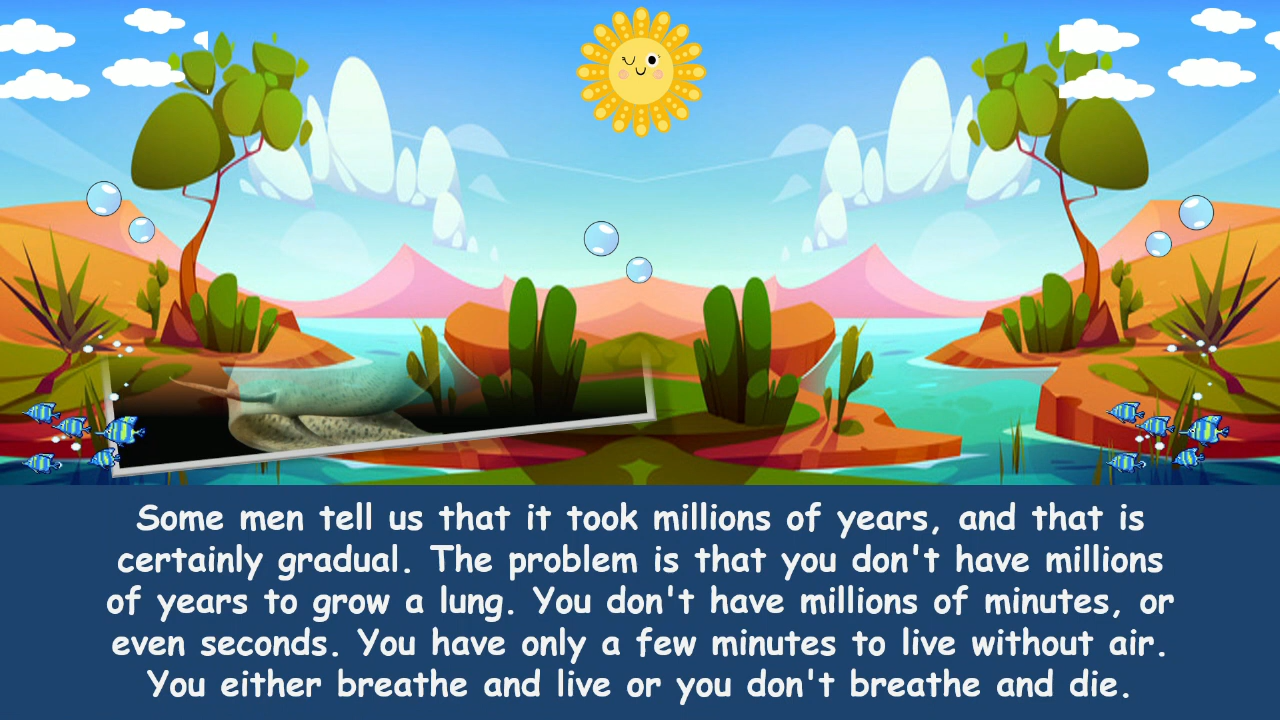 Some men tell us that it took millions of years, and that is
certainly gradual. The problem is that you don't have millions
of years to grow a lung. You don't have millions of minutes, or
even seconds. You have only a few minutes to live without air.
You either breathe and live or you don't breathe and die.